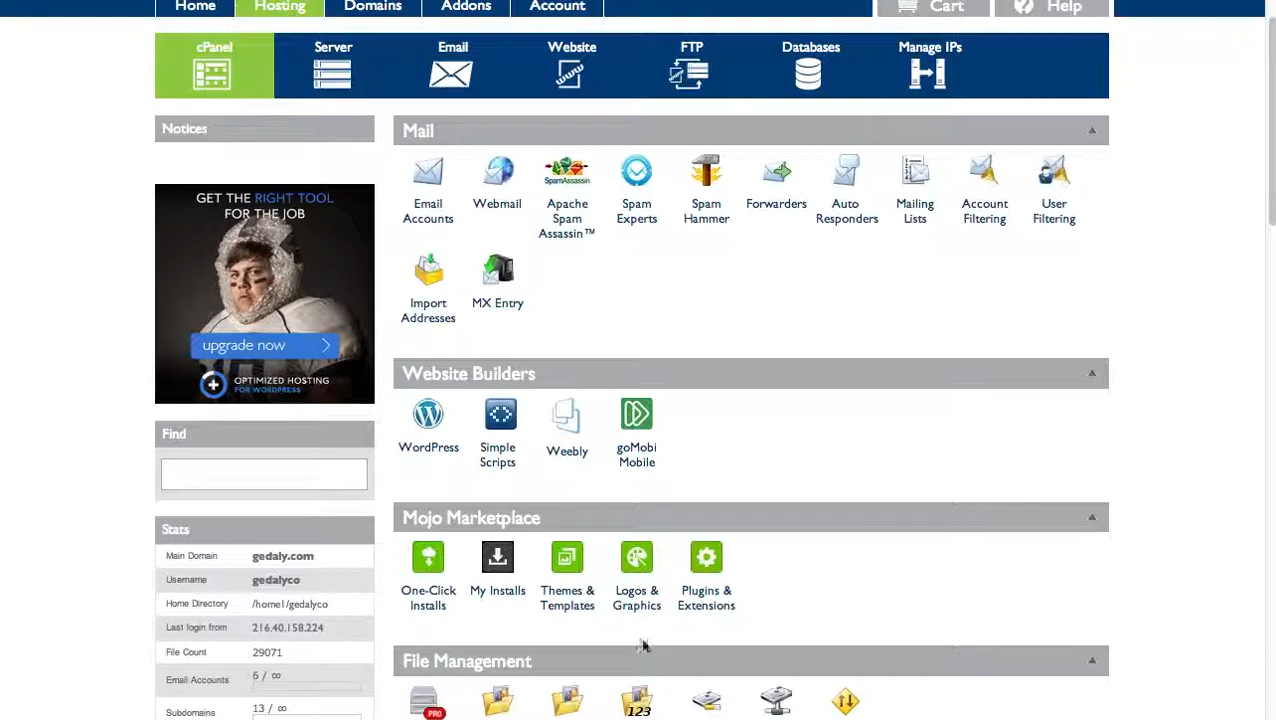 Home Hosting Domains Addons Account Cart Help
cPanel Server Email Website FTP Databases Manage IPs
Notices
GET THE RIGHT TOOL
FOR THE JOB
upgrade now
OPTIMIZED HOSTING
FOR WORDPRESS
Find
Stats
Main Domain gedaly.com
Username gedalyco
Home Directory /home1/gedalyco
Last login from 216.40.158.224
File Count 29071
Email Accounts 6 / ∞
Subdomains 13 / ∞
Mail
Email Accounts
Webmail
SpamAssassin
Apache Spam Assassin™
Spam Experts
Spam Hammer
Forwarders
Auto Responders
Mailing Lists
Account Filtering
User Filtering
Import Addresses
MX Entry
Website Builders
WordPress
Simple Scripts
Weebly
goMobi Mobile
Mojo Marketplace
One-Click Installs
My Installs
Themes & Templates
Logos & Graphics
Plugins & Extensions
File Management
PRO
123